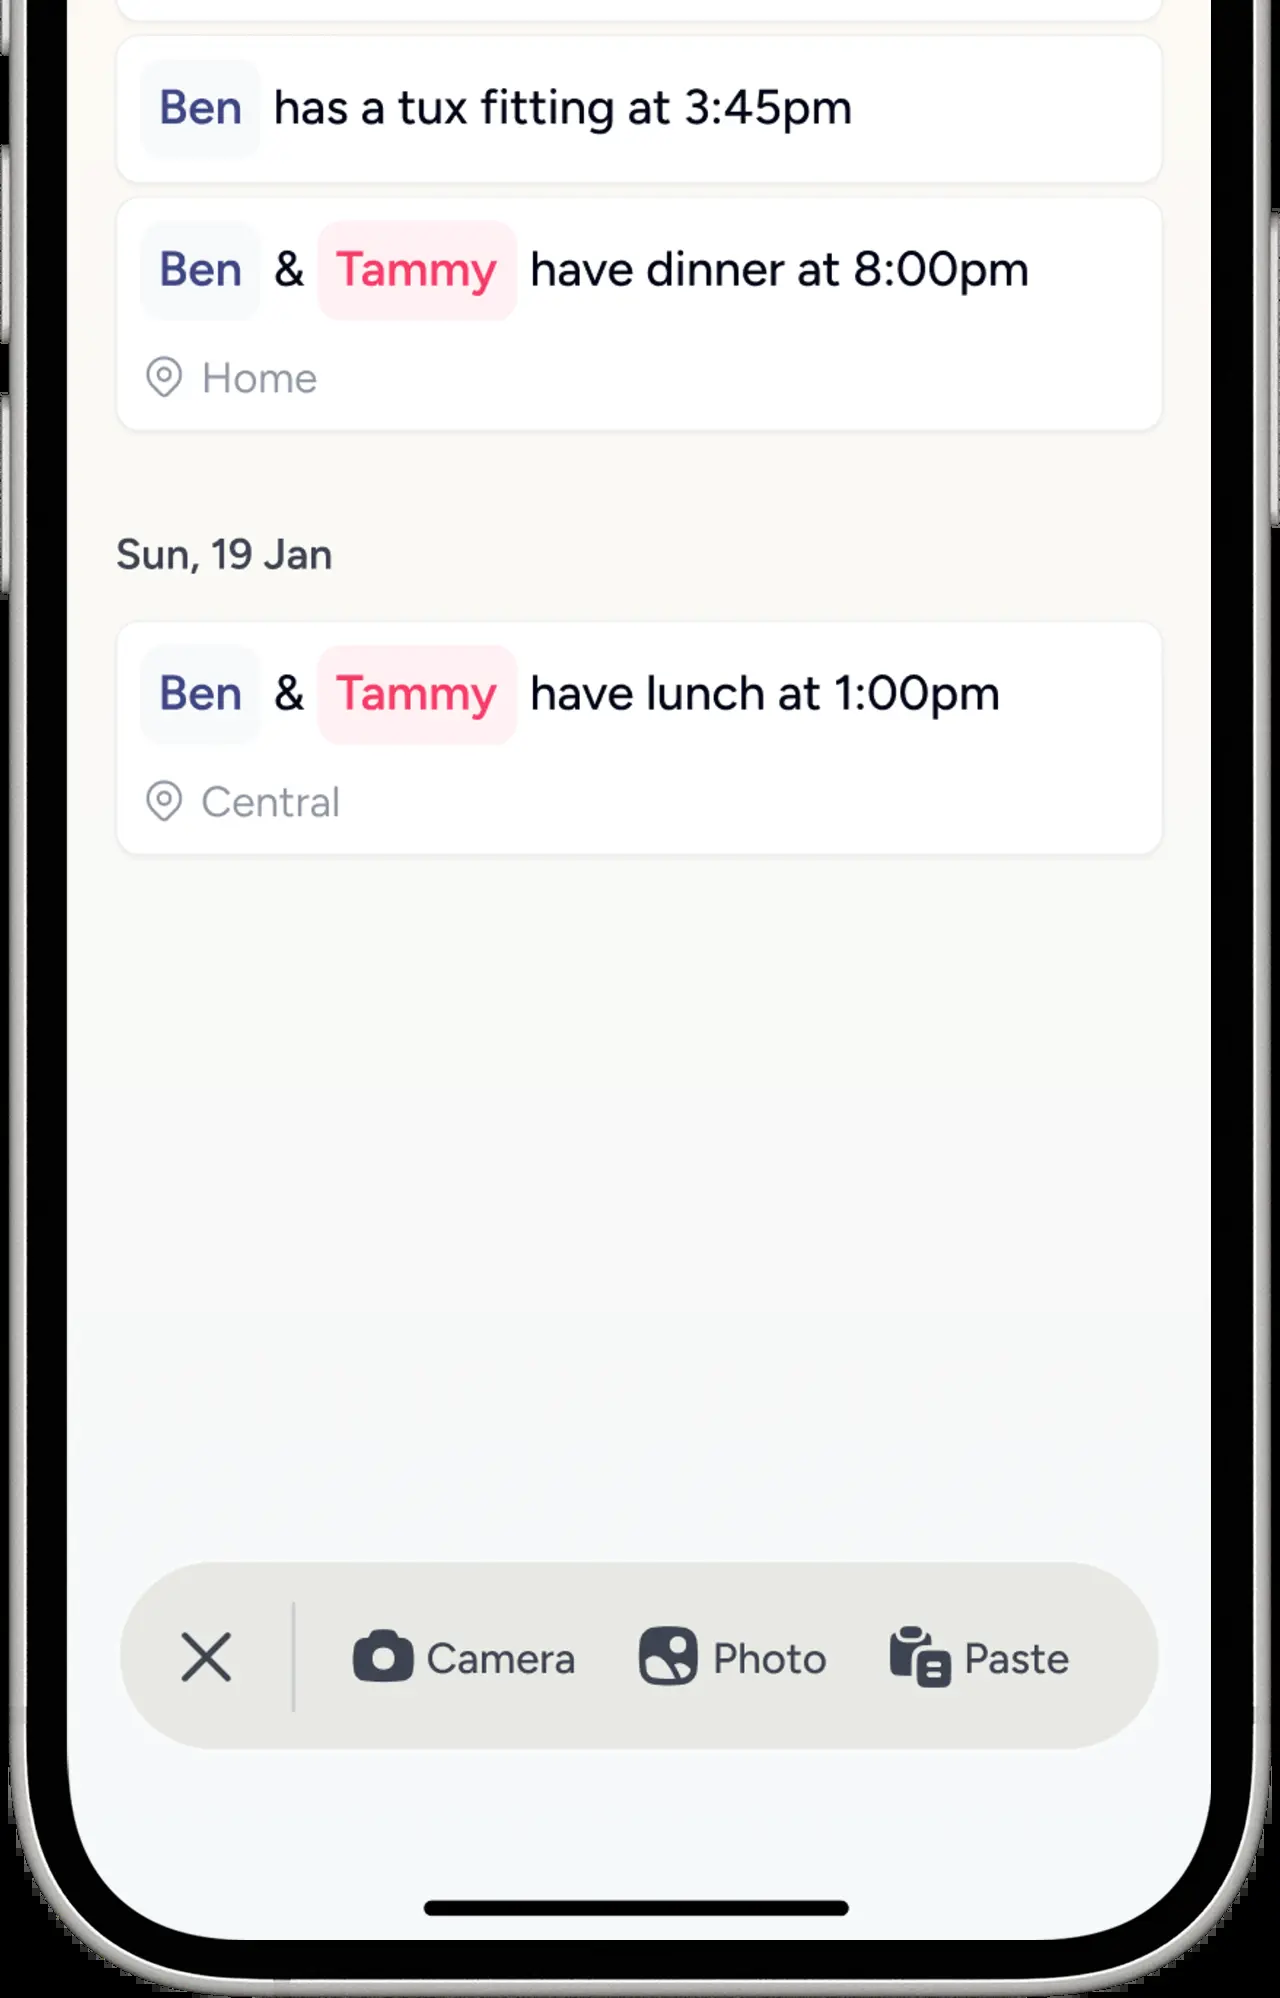 Ben has a tux fitting at 3:45pm
Ben & Tammy have dinner at 8:00pm
Home
Sun, 19 Jan
Ben & Tammy have lunch at 1:00pm
Central
Camera Photo Paste